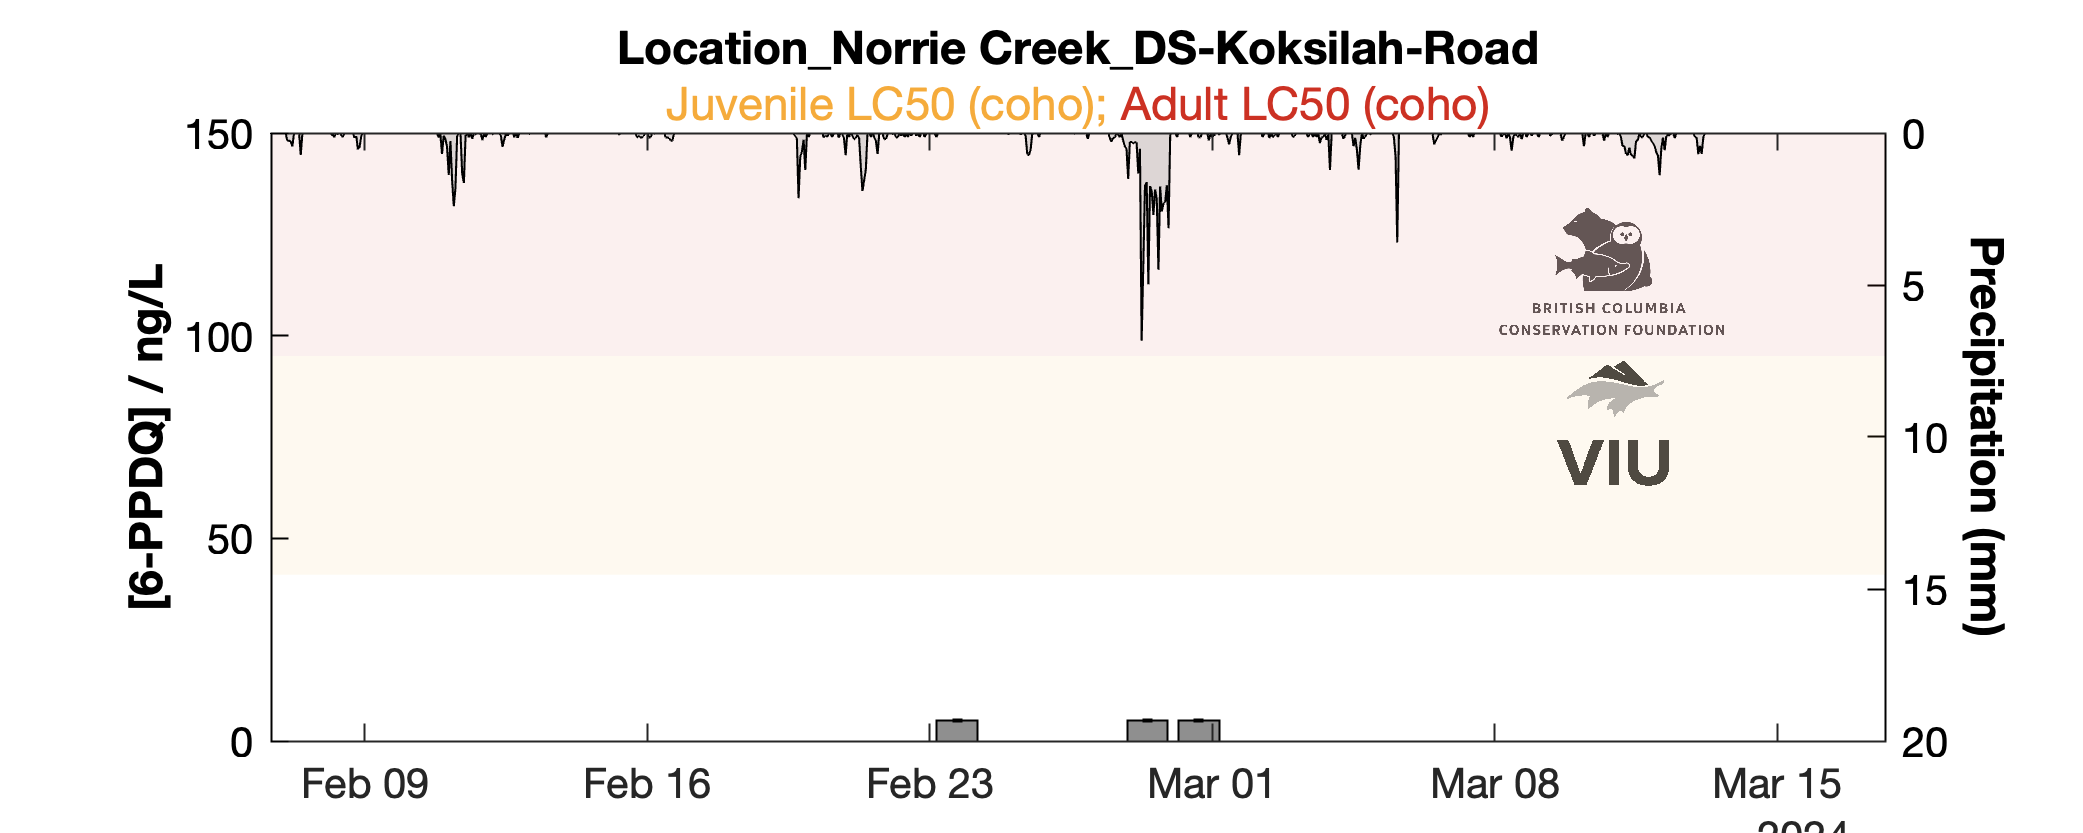 Location_Norrie Creek_DS-Koksilah-Road
Juvenile LC50 (coho); Adult LC50 (coho)
150
100
50
0
[6-PPDQ] / ng/L
0
5
10
15
20
Precipitation (mm)
BRITISH COLUMBIA
CONSERVATION FOUNDATION
VIU
Feb 09
Feb 16
Feb 23
Mar 01
Mar 08
Mar 15
2024